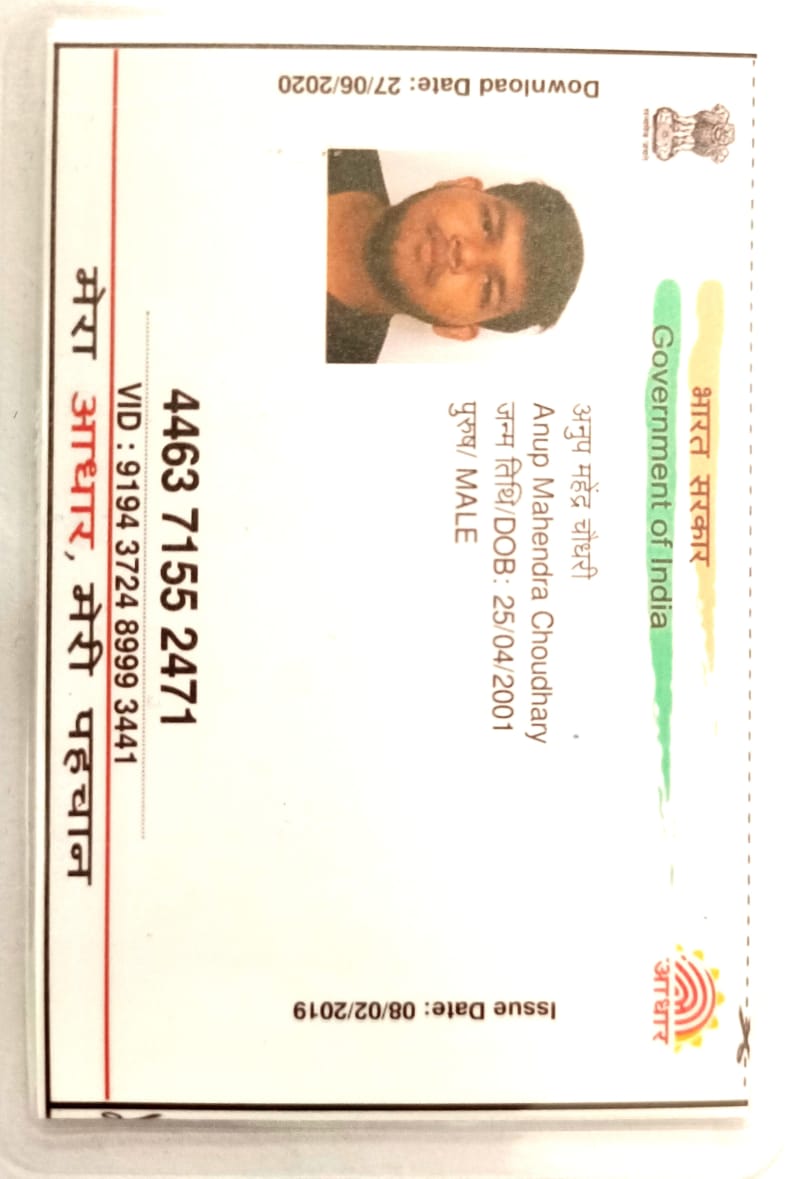 भारत सरकार
Government of India
Download Date: 27/06/2020
अनुप महेंद्र चौधरी
Anup Mahendra Choudhary
जन्म तिथि/DOB: 25/04/2001
पुरुष/ MALE
Issue Date: 08/02/2019
आधार
4463 7155 2471
VID : 9194 3724 8999 3441
मेरा आधार, मेरी पहचान